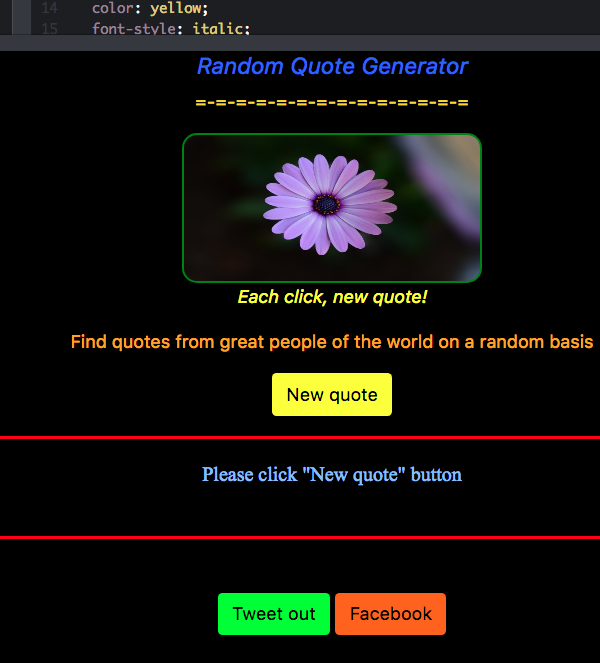 14 color: yellow;
15 font-style: italic;
Random Quote Generator
=-=-=-=-=-=-=-=-=-=-=-=-=-=
Each click, new quote!
Find quotes from great people of the world on a random basis
New quote
Please click "New quote" button
Tweet out Facebook